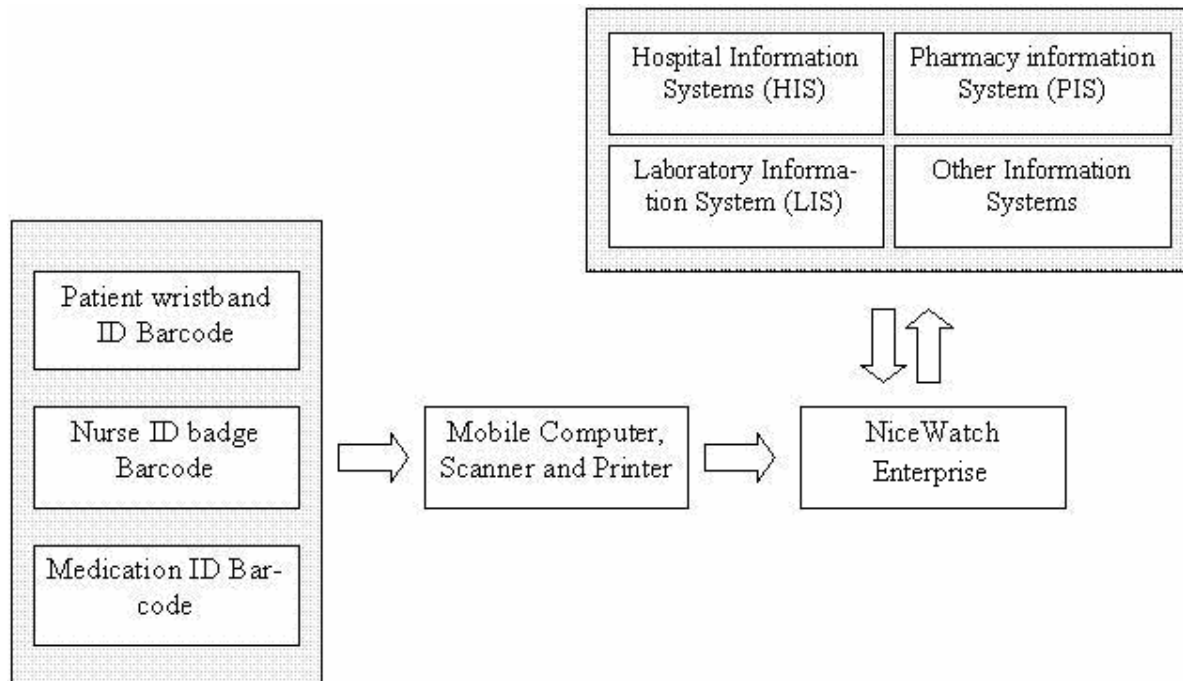 Hospital Information
Systems (HIS)
Pharmacy information
System (PIS)
Laboratory Informa-
tion System (LIS)
Other Information
Systems
Patient wristband
ID Barcode
Nurse ID badge
Barcode
Medication ID Bar-
code
Mobile Computer,
Scanner and Printer
NiceWatch
Enterprise